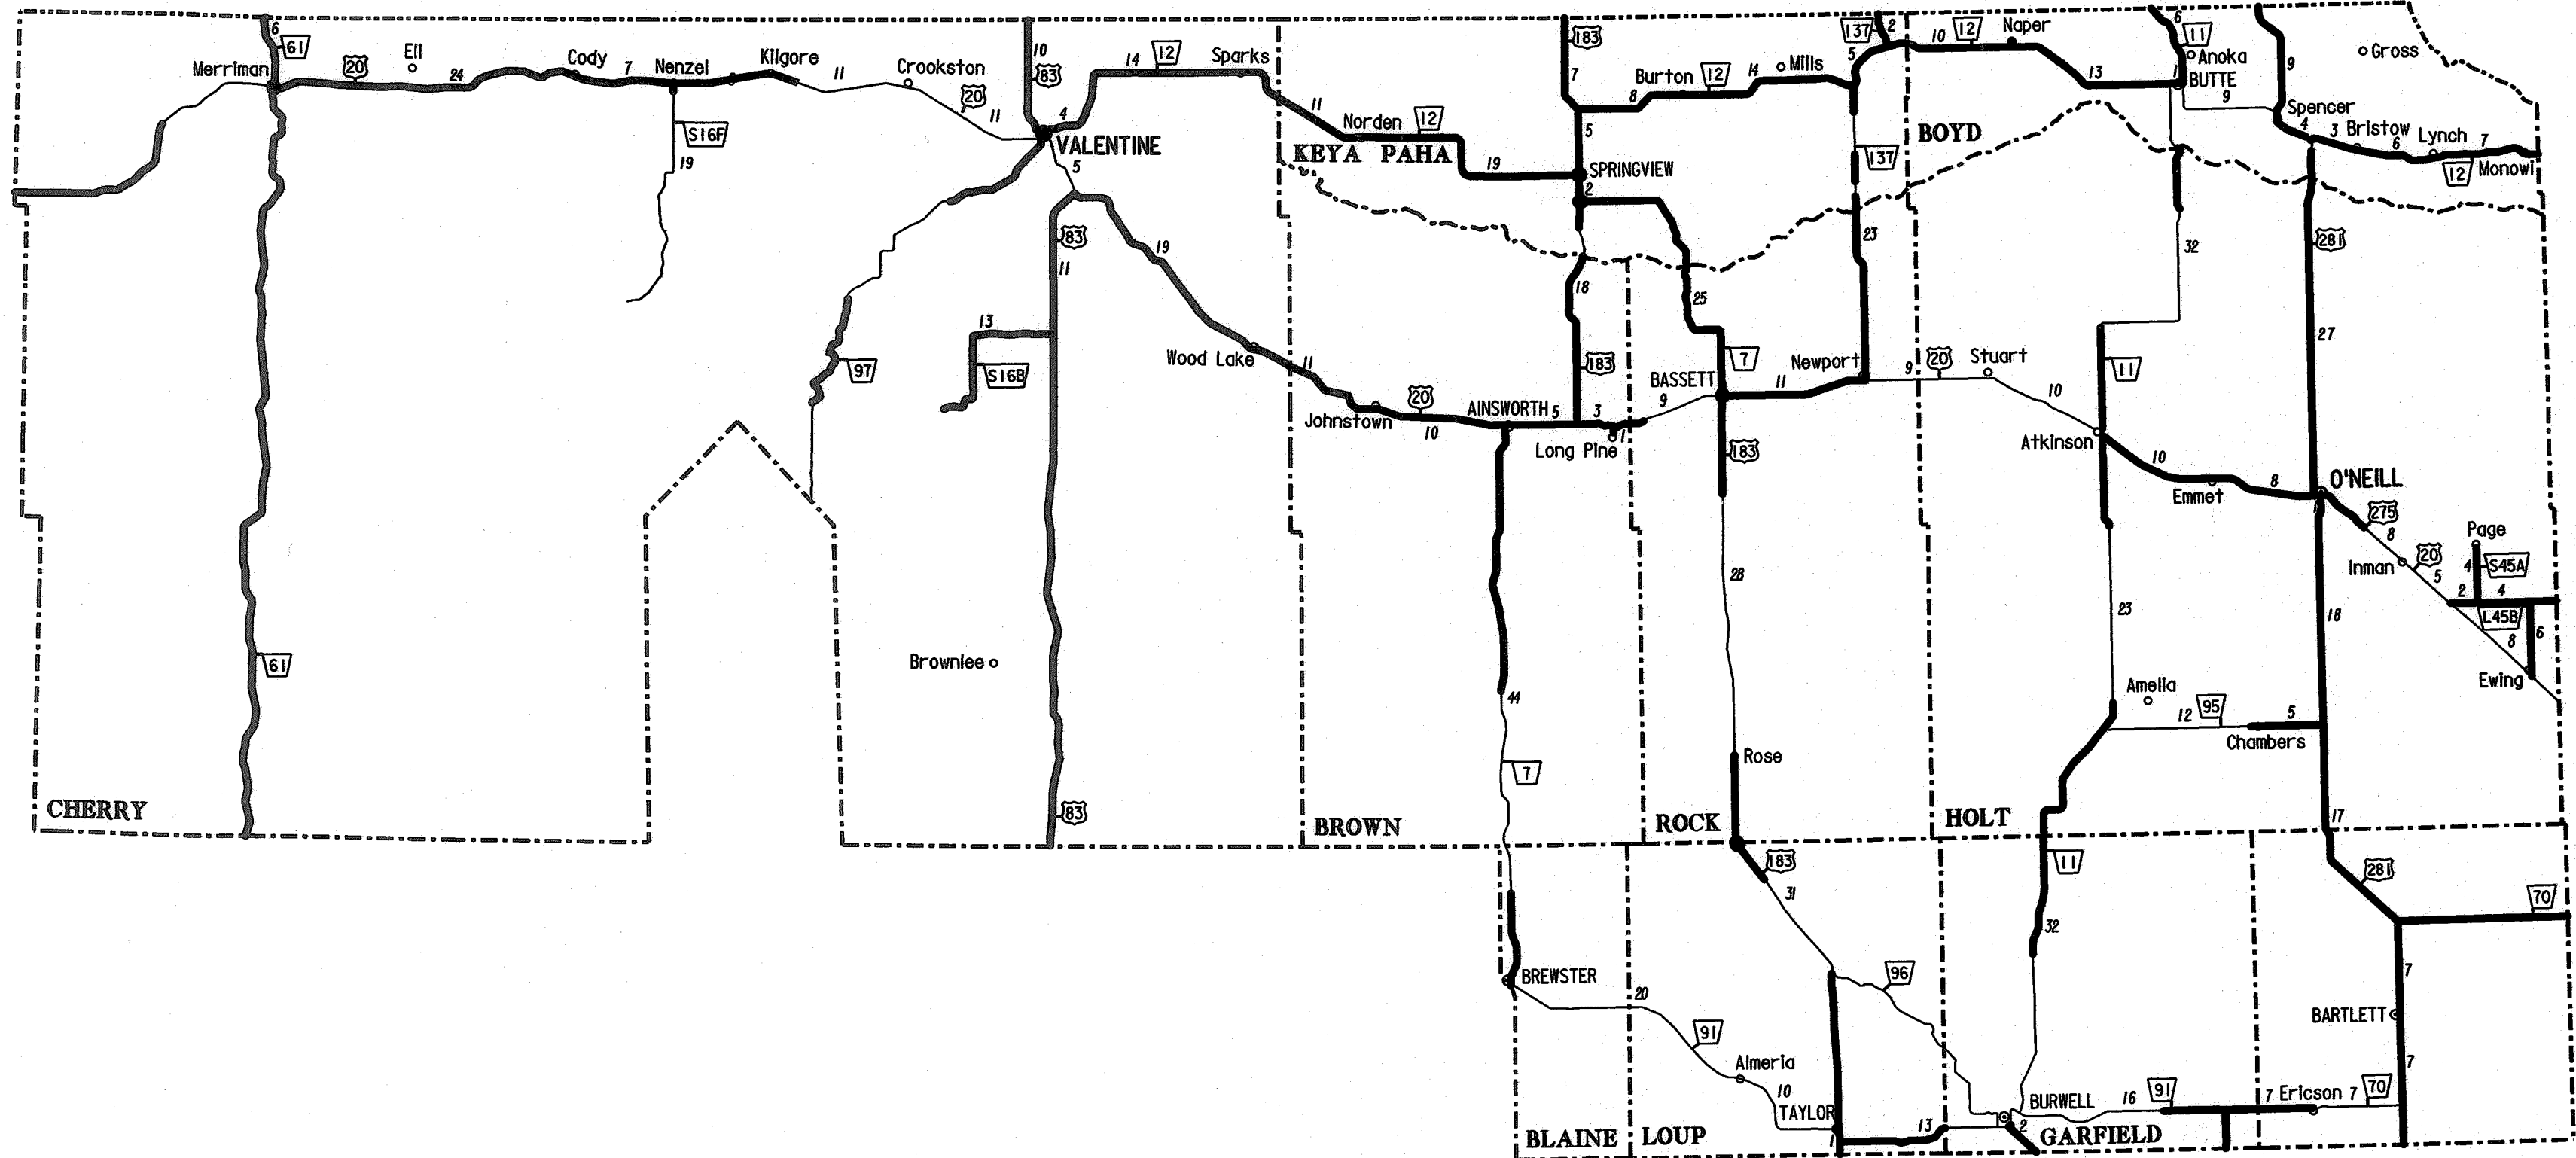 6
61
Merriman
20
Eli
24
Cody
7
Nenzel
Kilgore
11
Crookston
20
11
S16F
19
10
83
4
VALENTINE
5
14
12
Sparks
11
Norden
12
KEYA PAHA
19
183
7
Burton
12
8
14
Mills
5
SPRINGVIEW
2
137
2
5
10
12
Naper
13
6
11
Anoka
1
BUTTE
9
9
Gross
Spencer
4
3
Bristow
6
Lynch
7
12
Monowi
BOYD
137
23
32
281
27
83
11
19
13
S16B
97
Wood Lake
11
Johnstown
20
10
AINSWORTH
5
3
1
Long Pine
18
183
25
7
BASSETT
9
11
Newport
9
20
Stuart
10
11
Atkinson
10
Emmet
8
O'NEILL
1
275
8
Inman
20
5
Page
4
S45A
2
4
L45B
8
6
Ewing
183
28
23
18
Brownlee
61
44
7
Rose
Amelia
12
95
5
Chambers
83
17
CHERRY
BROWN
ROCK
HOLT
183
31
11
32
281
70
7
BREWSTER
20
91
96
Almeria
10
TAYLOR
1
13
2
BURWELL
16
91
7
Ericson
7
70
BARTLETT
7
BLAINE
LOUP
GARFIELD